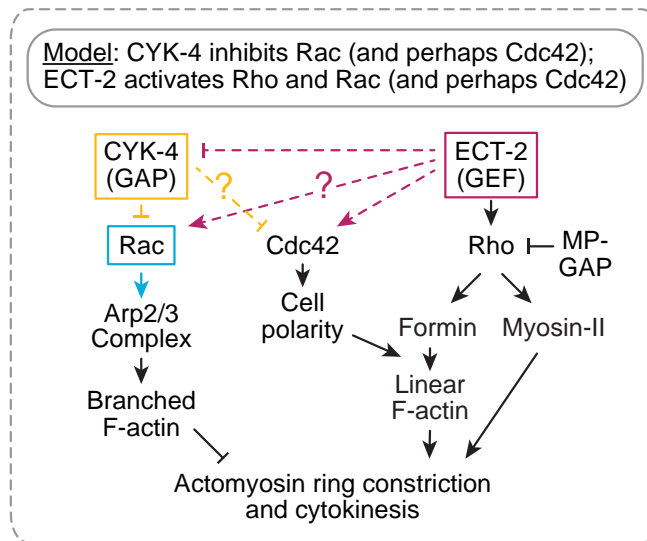 Model: CYK-4 inhibits Rac (and perhaps Cdc42);
ECT-2 activates Rho and Rac (and perhaps Cdc42)
CYK-4
(GAP)
ECT-2
(GEF)
?
?
Rac
Cdc42
Rho
MP-
GAP
Arp2/3
Complex
Cell
polarity
Formin
Myosin-II
Branched
F-actin
Linear
F-actin
Actomyosin ring constriction
and cytokinesis